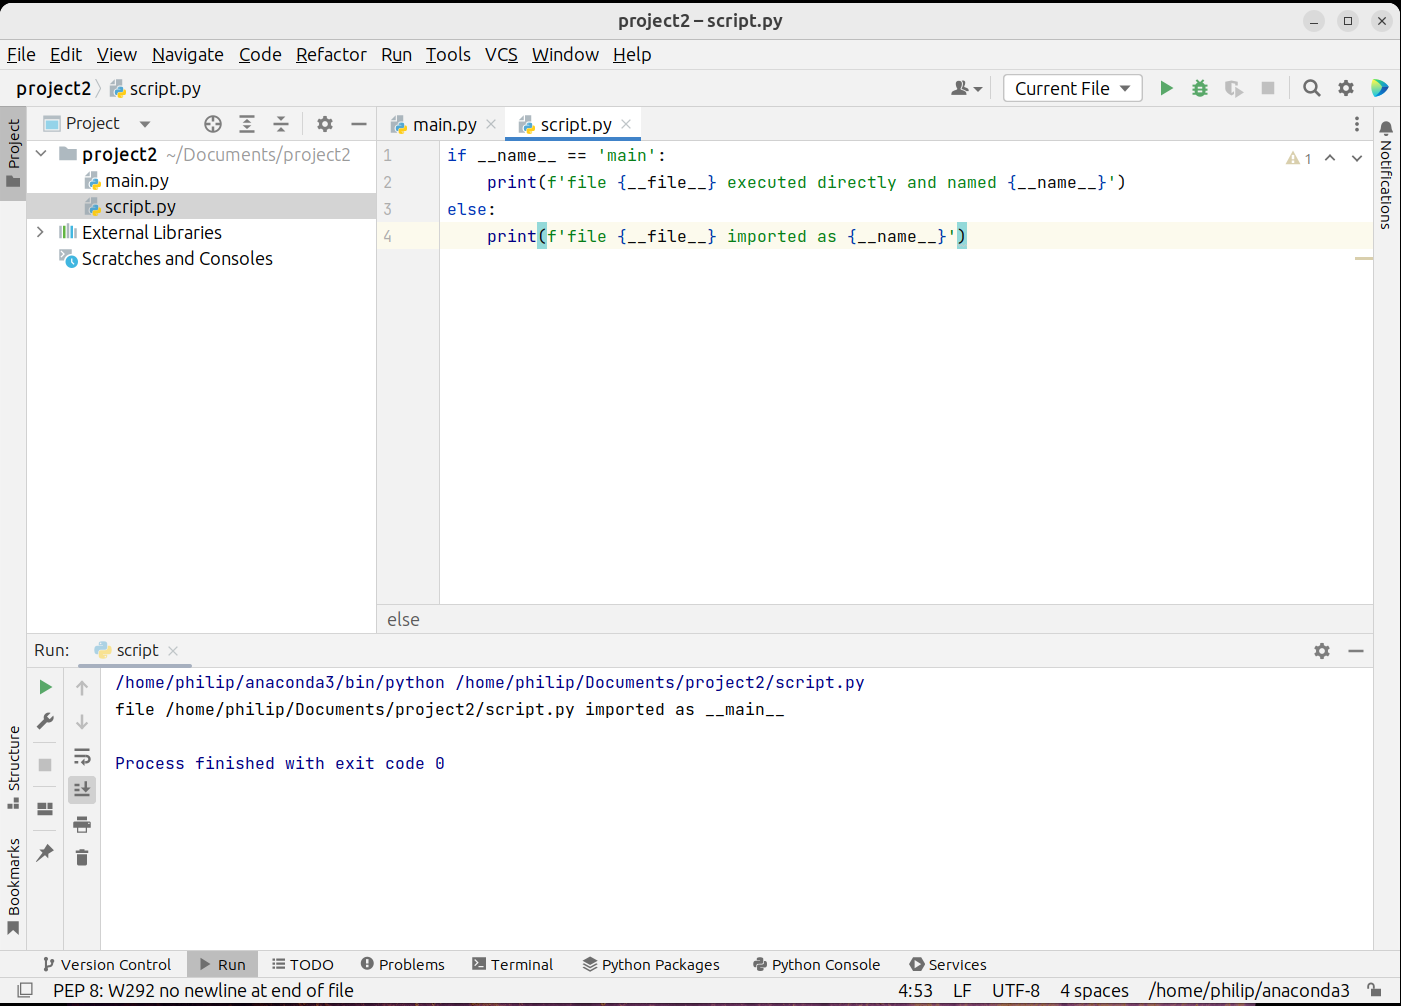 project2 – script.py
File Edit View Navigate Code Refactor Run Tools VCS Window Help
project2 script.py
Current File
Project
Project
project2 ~/Documents/project2
main.py
script.py
External Libraries
Scratches and Consoles
main.py script.py
1 if __name__ == 'main':
2 print(f'file {__file__} executed directly and named {__name__}')
3 else:
4 print(f'file {__file__} imported as {__name__}')
1
else
Notifications
Run: script
/home/philip/anaconda3/bin/python /home/philip/Documents/project2/script.py
file /home/philip/Documents/project2/script.py imported as __main__
Process finished with exit code 0
Structure
Bookmarks
Version Control Run TODO Problems Terminal Python Packages Python Console Services
PEP 8: W292 no newline at end of file 4:53 LF UTF-8 4 spaces /home/philip/anaconda3